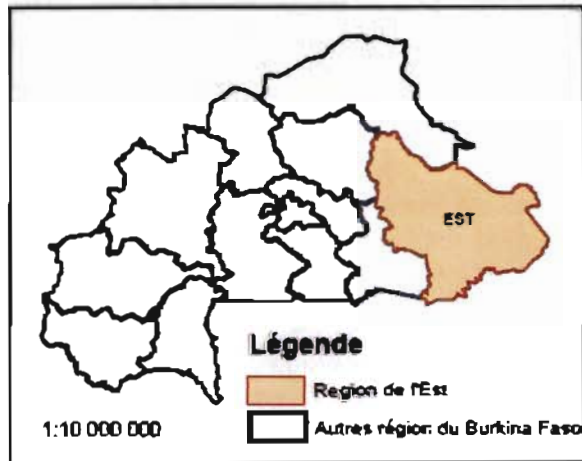 EST
Légende
Region de l'Est
Autres région du Burkina Faso
1:10 000 000